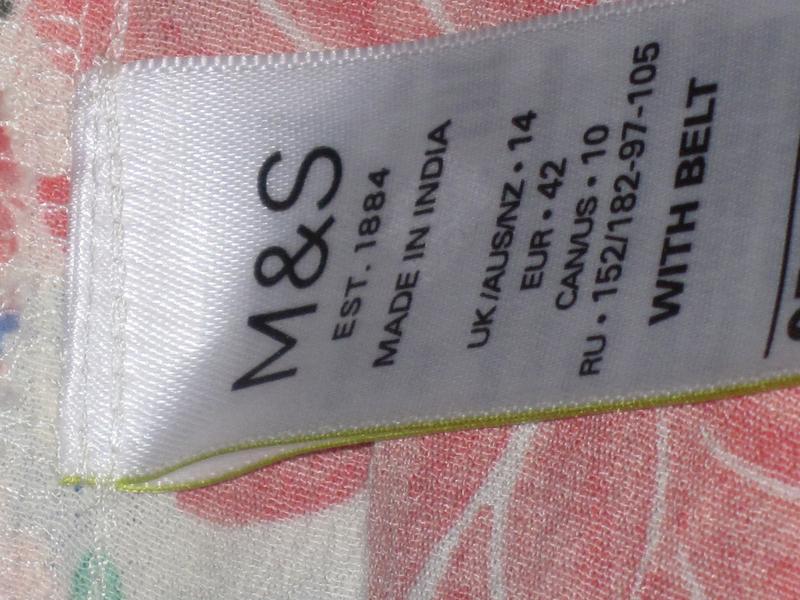 M&S
EST. 1884
MADE IN INDIA
UK/AUS/NZ • 14
EUR • 42
CAN/US • 10
RU • 152/182-97-105
WITH BELT